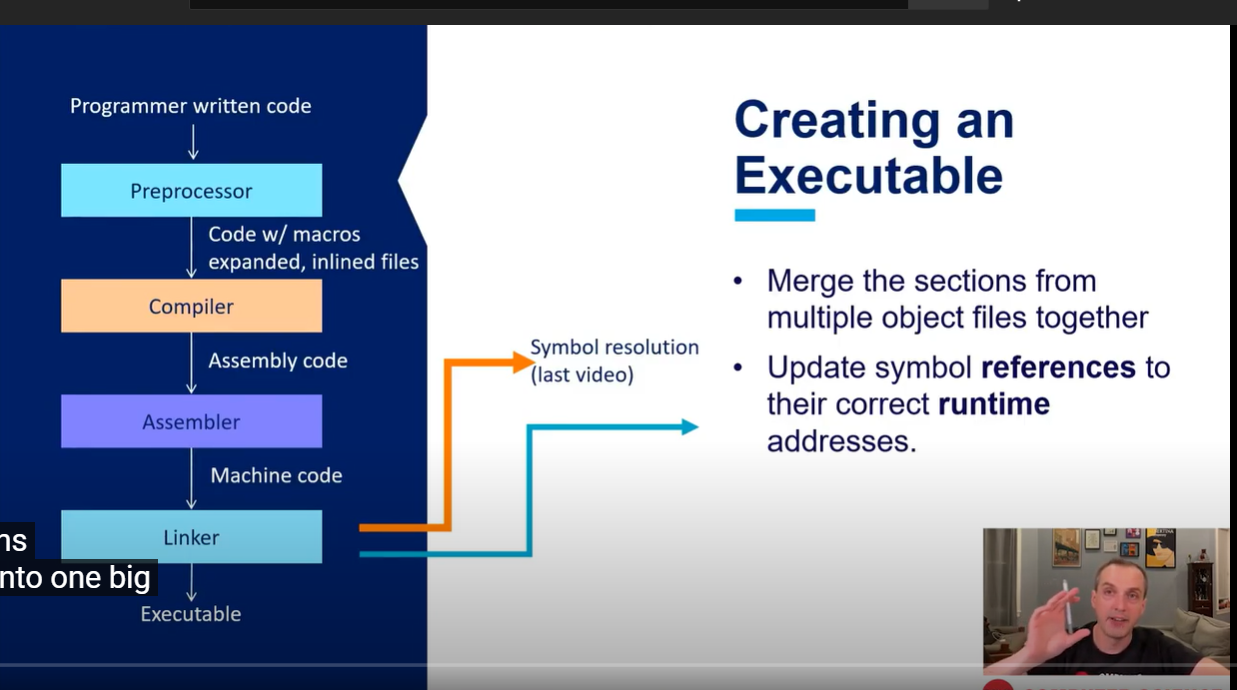 Programmer written code
Preprocessor
Code w/ macros
expanded, inlined files
Compiler
Assembly code
Assembler
Machine code
Linker
Executable
ns
nto one big
Symbol resolution
(last video)
Creating an
Executable
• Merge the sections from
multiple object files together
• Update symbol references to
their correct runtime
addresses.